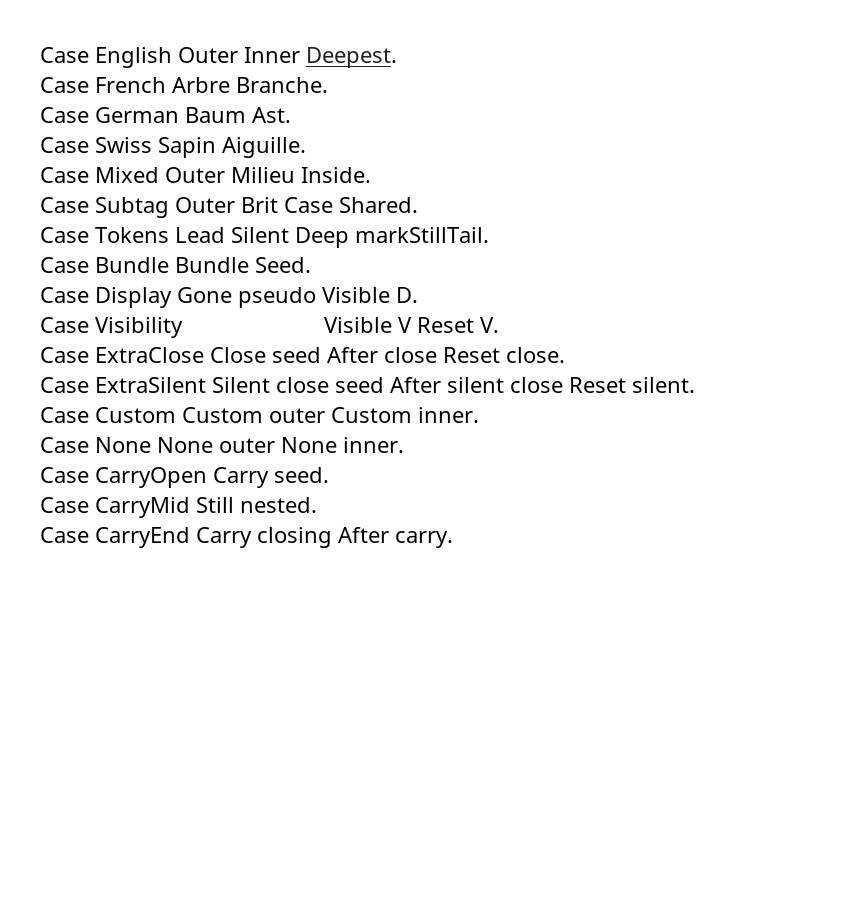 Case English Outer Inner Deepest.
Case French Arbre Branche.
Case German Baum Ast.
Case Swiss Sapin Aiguille.
Case Mixed Outer Milieu Inside.
Case Subtag Outer Brit Case Shared.
Case Tokens Lead Silent Deep markStillTail.
Case Bundle Bundle Seed.
Case Display Gone pseudo Visible D.
Case Visibility Visible V Reset V.
Case ExtraClose Close seed After close Reset close.
Case ExtraSilent Silent close seed After silent close Reset silent.
Case Custom Custom outer Custom inner.
Case None None outer None inner.
Case CarryOpen Carry seed.
Case CarryMid Still nested.
Case CarryEnd Carry closing After carry.